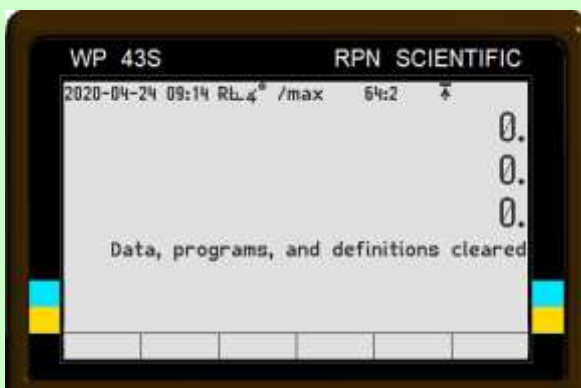 WP 43S RPN SCIENTIFIC
2020-04-24 09:14 R∟∡° /max 64:2
0.
0.
0.
Data, programs, and definitions cleared